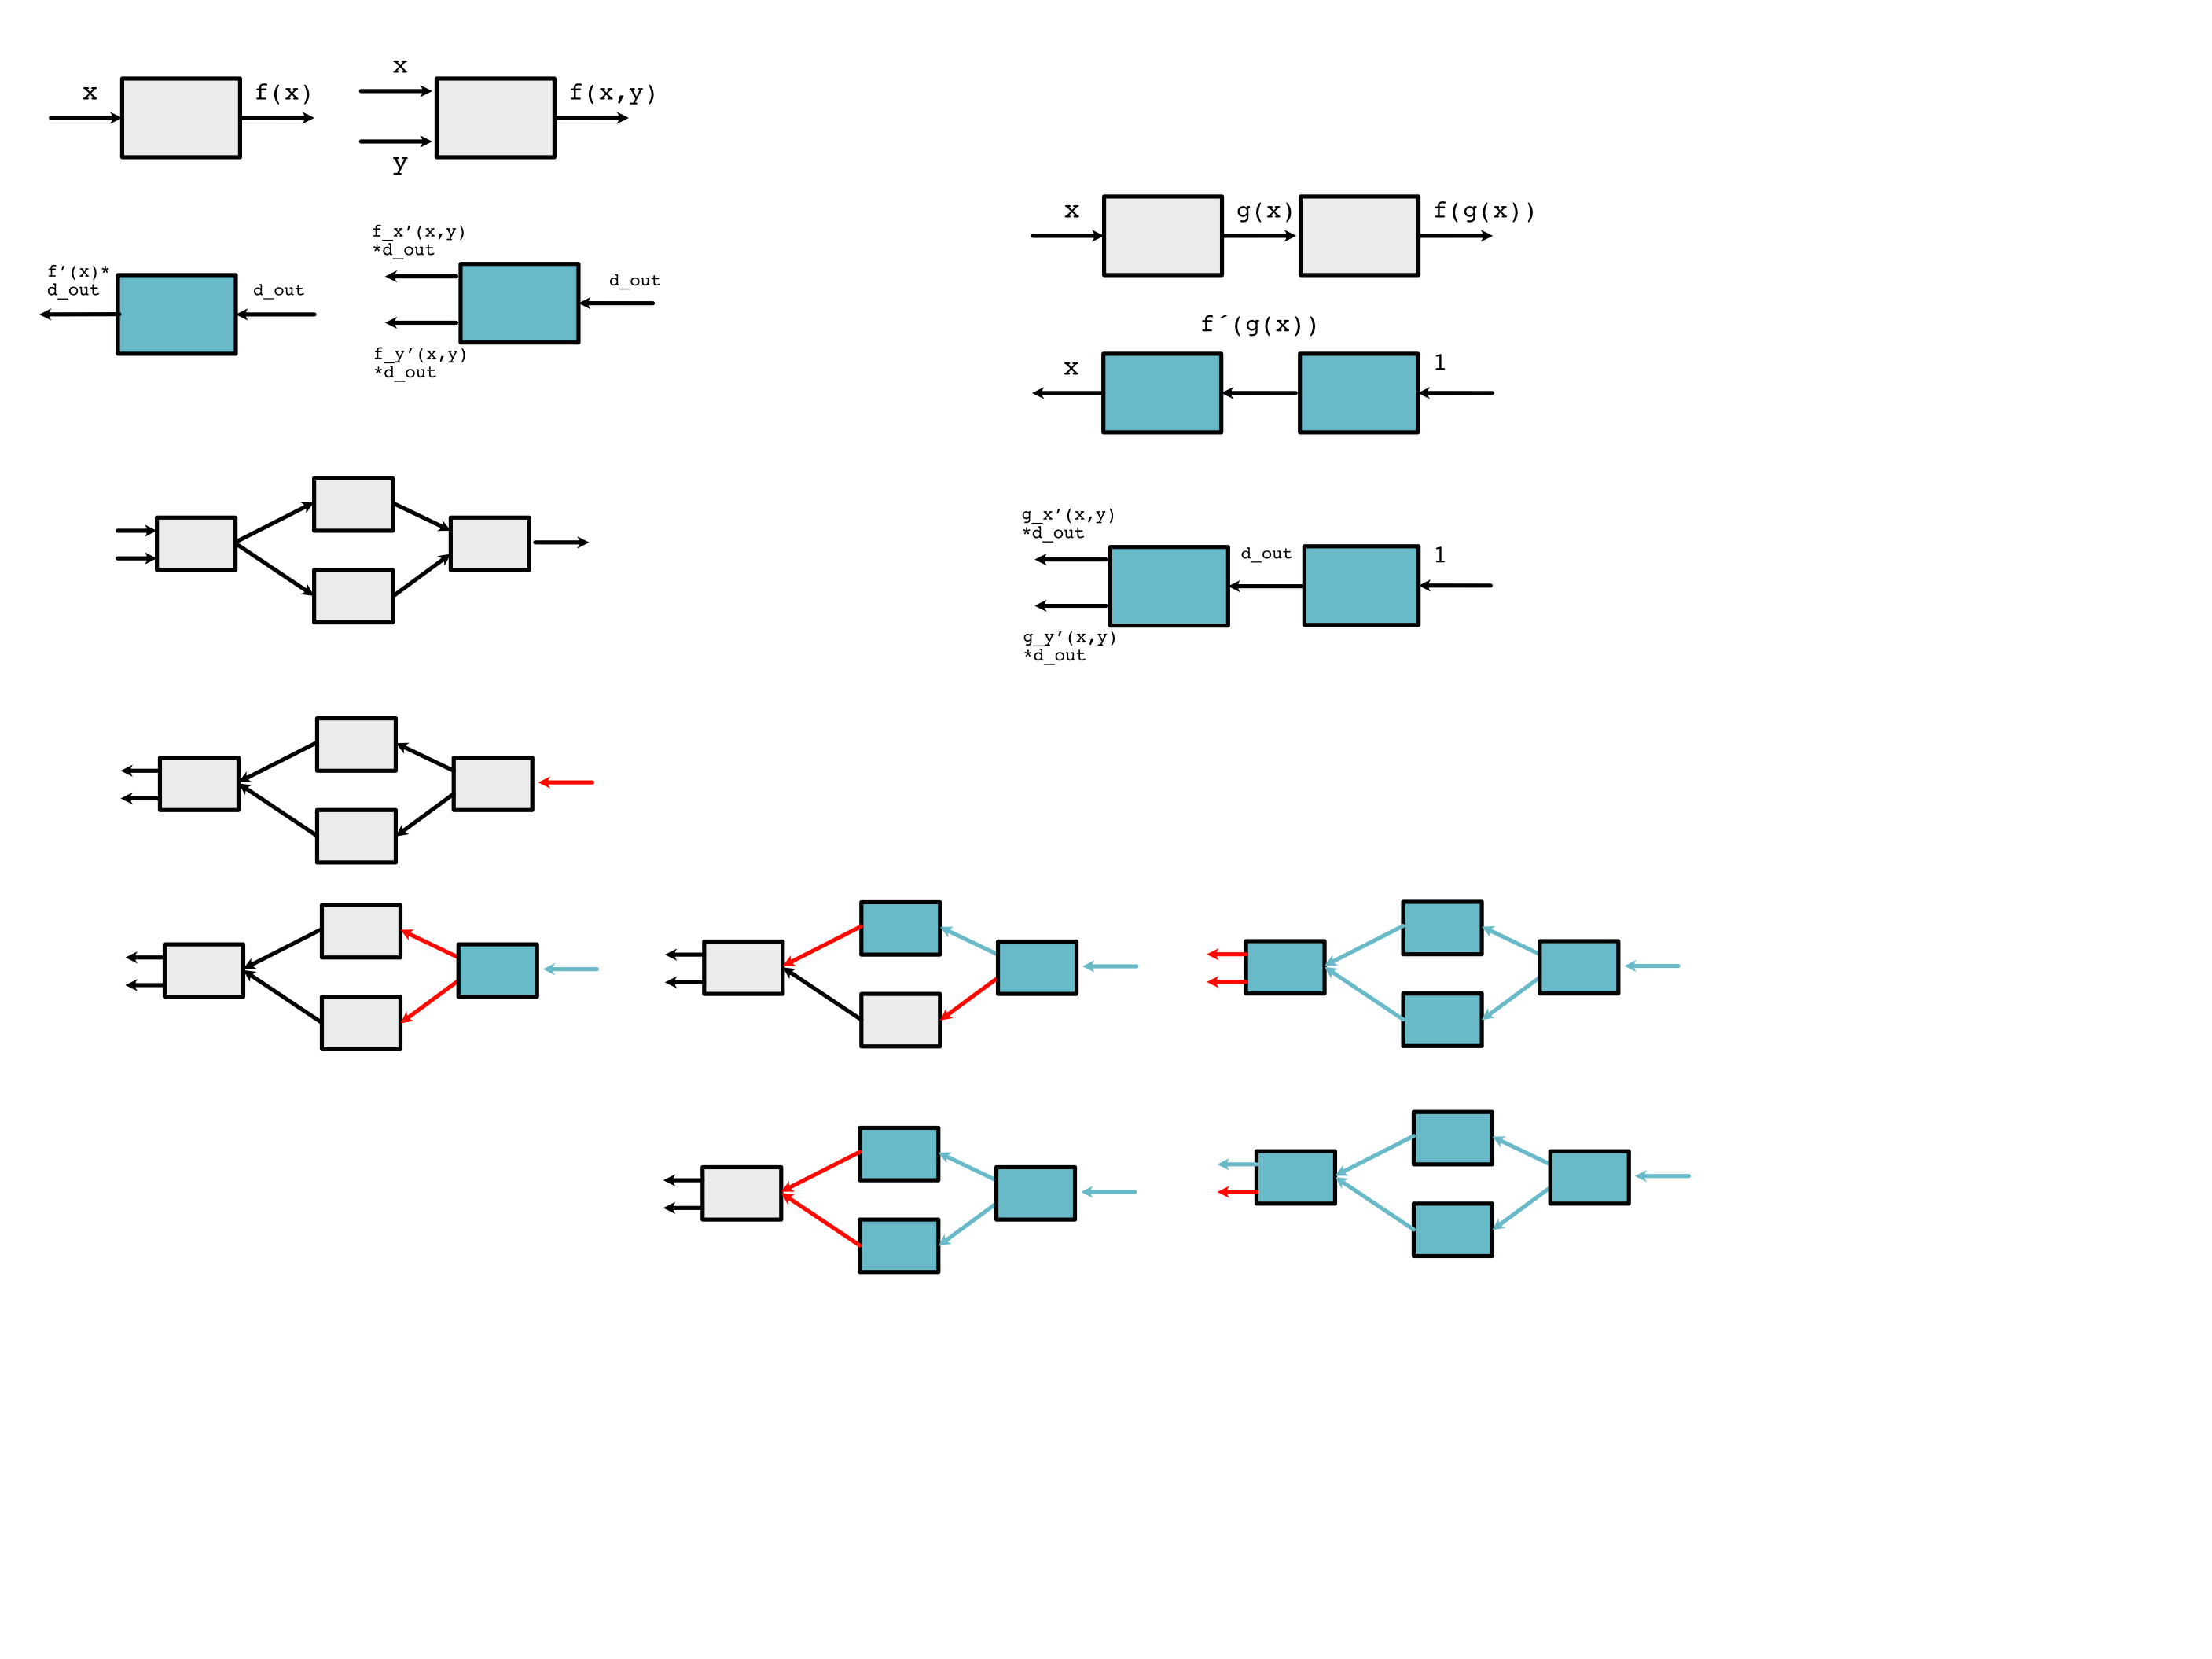 x
f(x)
x
f(x,y)
y
f_x’(x,y)
*d_out
f’(x)*
d_out
d_out
d_out
f_y’(x,y)
*d_out
x
g(x)
f(g(x))
f´(g(x))
x
1
g_x’(x,y)
*d_out
d_out
1
g_y’(x,y)
*d_out